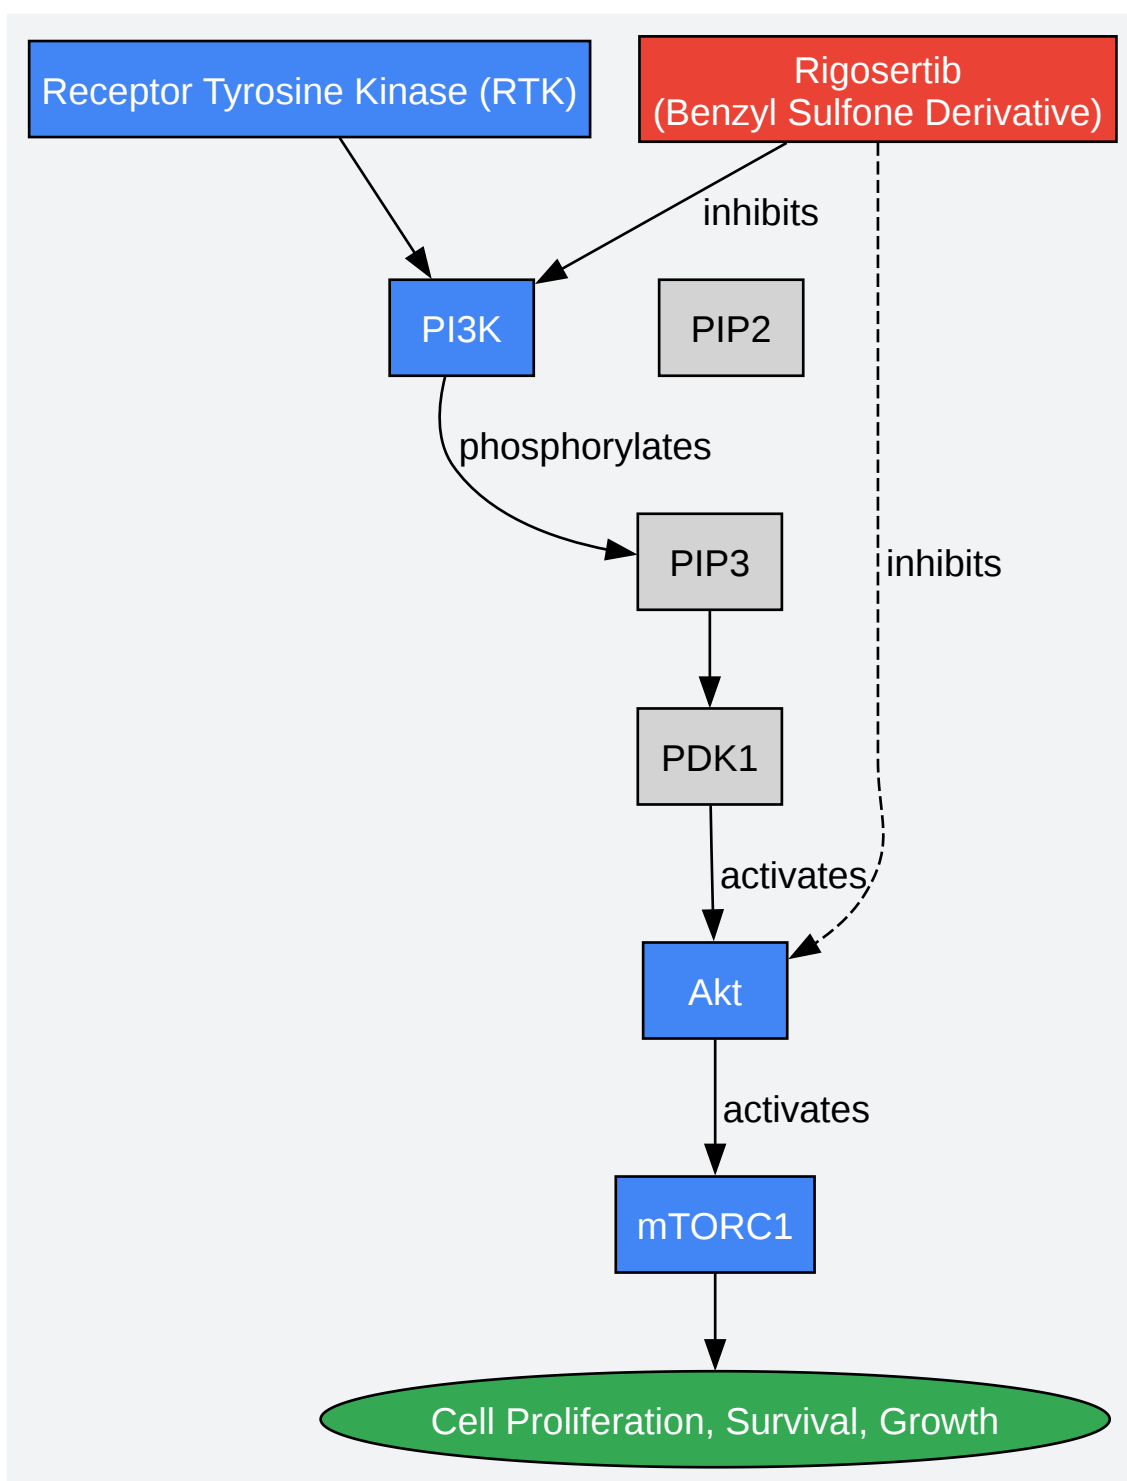 Receptor Tyrosine Kinase (RTK)
Rigosertib
(Benzyl Sulfone Derivative)
inhibits
PI3K
PIP2
phosphorylates
PIP3
inhibits
PDK1
activates
Akt
activates
mTORC1
Cell Proliferation, Survival, Growth